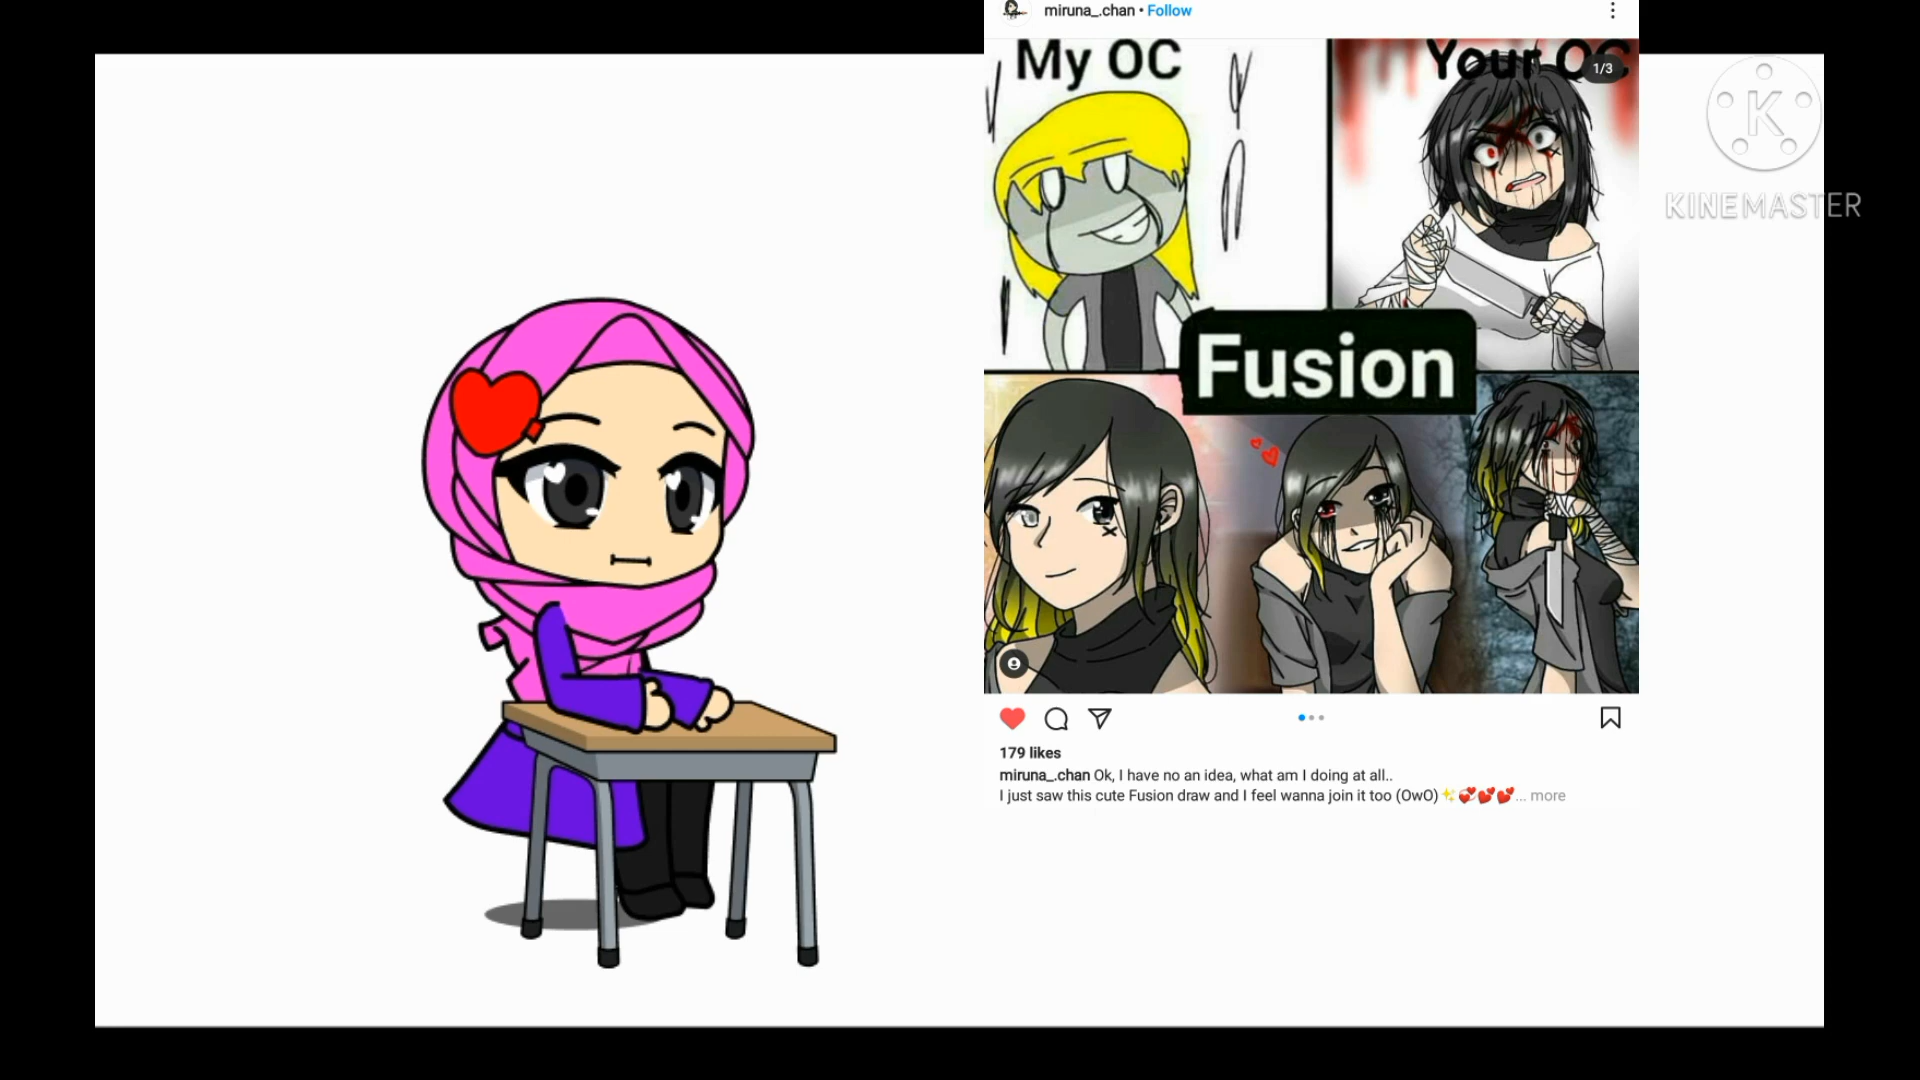 miruna_.chan • Follow
My OC
Your OC
1/3
K
KINEMASTER
Fusion
179 likes
miruna_.chan Ok, I have no an idea, what am I doing at all..
I just saw this cute Fusion draw and I feel wanna join it too (OwO)✨💞💕💕... more